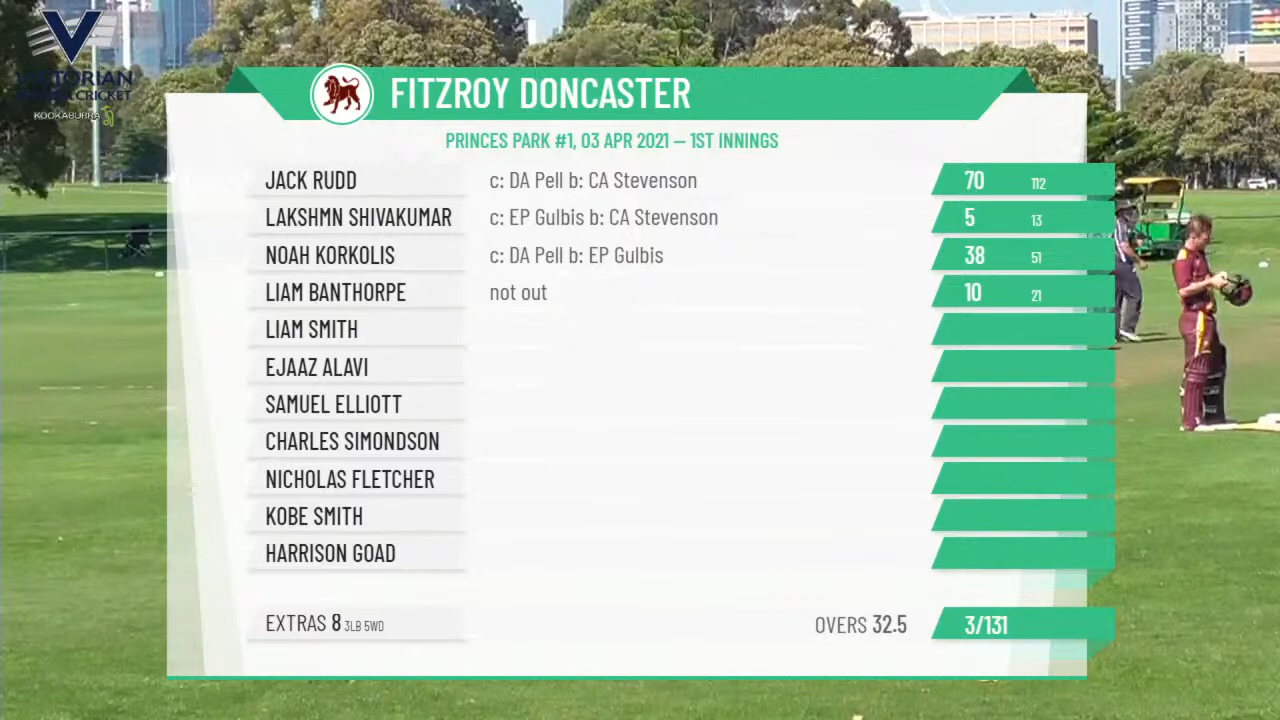 VICTORIAN
CRICKET
KOOKABURRA
FITZROY DONCASTER
PRINCES PARK #1, 03 APR 2021 – 1ST INNINGS
JACK RUDD c: DA Pell b: CA Stevenson 70 112
LAKSHMN SHIVAKUMAR c: EP Gulbis b: CA Stevenson 5 13
NOAH KORKOLIS c: DA Pell b: EP Gulbis 38 51
LIAM BANTHORPE not out 10 21
LIAM SMITH
EJAAZ ALAVI
SAMUEL ELLIOTT
CHARLES SIMONDSON
NICHOLAS FLETCHER
KOBE SMITH
HARRISON GOAD
EXTRAS 8 3LB 5WD OVERS 32.5 3/131